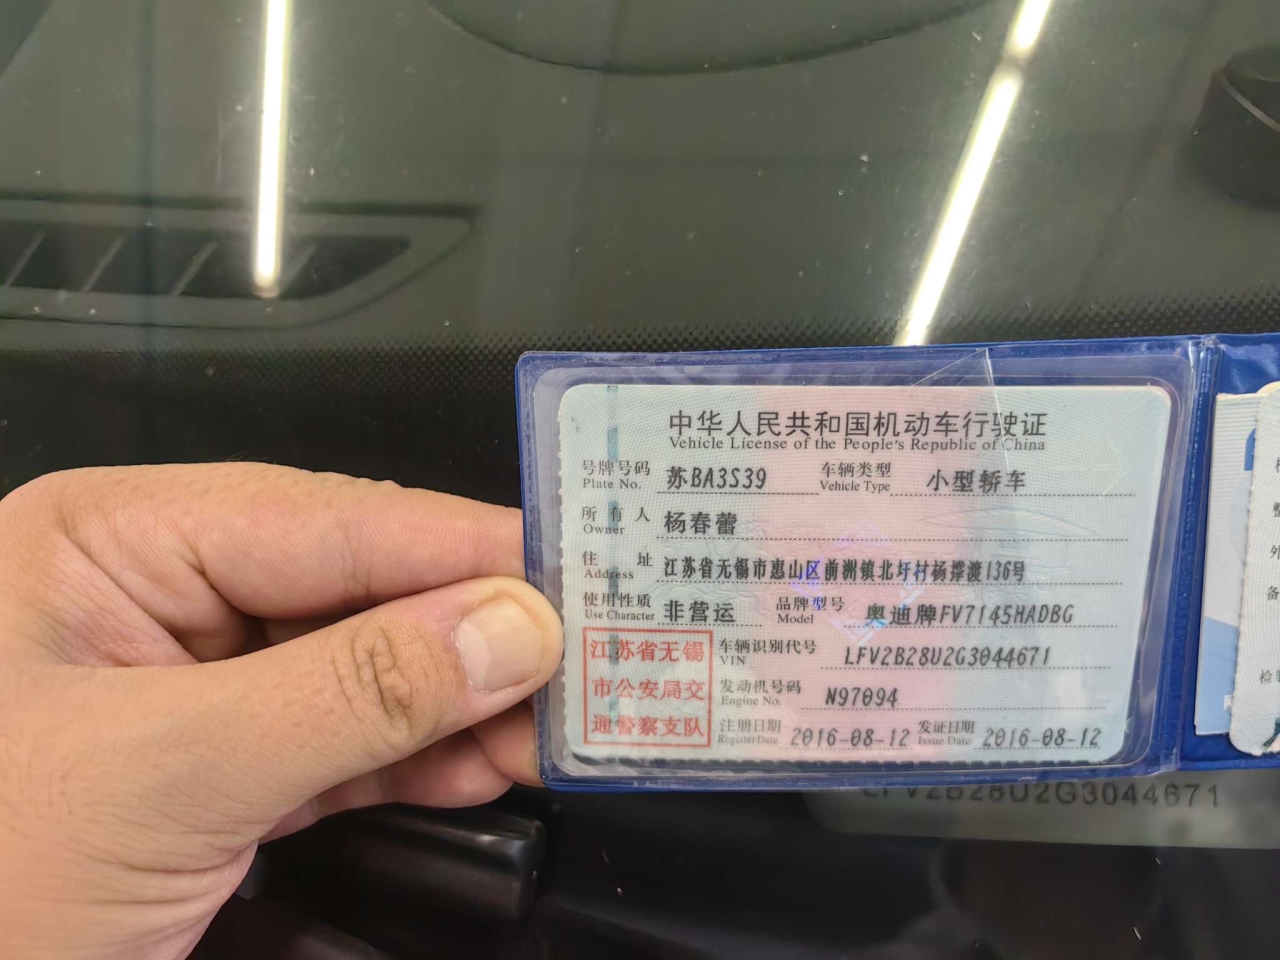 中华人民共和国机动车行驶证
Vehicle License of the People's Republic of China
号牌号码 苏BA3S39 车辆类型 小型轿车
Plate No. Vehicle Type
所有人 杨春蕾
Owner
住址 江苏省无锡市惠山区前洲镇北圩村杨撑渡136号
Address
使用性质 非营运 品牌型号 奥迪牌FV7145HADBG
Use Character Model
江苏省无锡
市公安局交
通警察支队
车辆识别代号 LFV2B28U2G3044671
VIN
发动机号码 N97094
Engine No.
注册日期 2016-08-12 发证日期 2016-08-12
Register Date Issue Date
LFV2B28U2G3044671